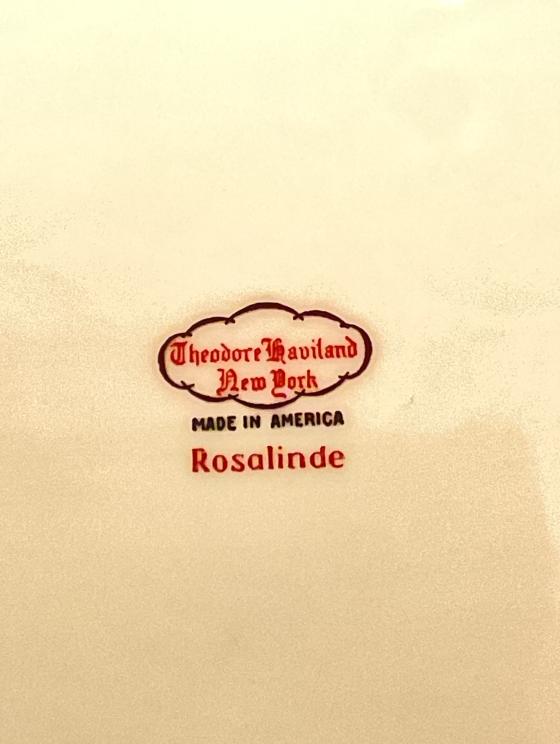 Theodore Haviland
New York
MADE IN AMERICA
Rosalinde